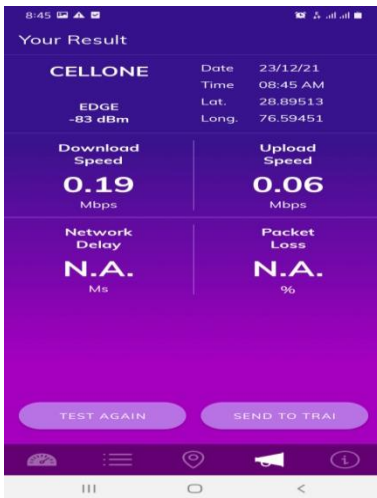 8:45
Your Result
CELLONE
EDGE
-83 dBm
Date 23/12/21
Time 08:45 AM
Lat. 28.89513
Long. 76.59451
Download
Speed
0.19
Mbps
Upload
Speed
0.06
Mbps
Network
Delay
N.A.
Ms
Packet
Loss
N.A.
%
TEST AGAIN
SEND TO TRAI